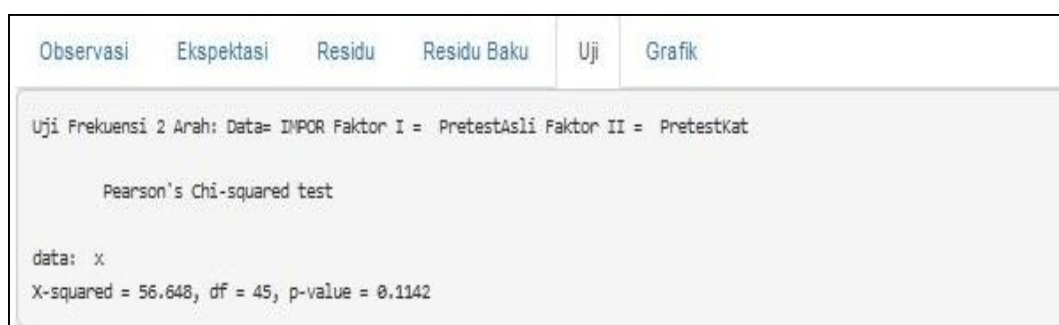 Observasi Ekspektasi Residu Residu Baku Uji Grafik
Uji Frekuensi 2 Arah: Data= IMPOR Faktor I = PretestAsli Faktor II = PretestKat
Pearson's Chi-squared test
data: x
X-squared = 56.648, df = 45, p-value = 0.1142